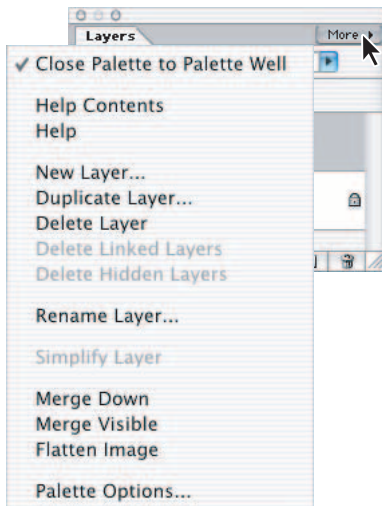 Layers
More
Close Palette to Palette Well
Help Contents
Help
New Layer...
Duplicate Layer...
Delete Layer
Delete Linked Layers
Delete Hidden Layers
Rename Layer...
Simplify Layer
Merge Down
Merge Visible
Flatten Image
Palette Options...